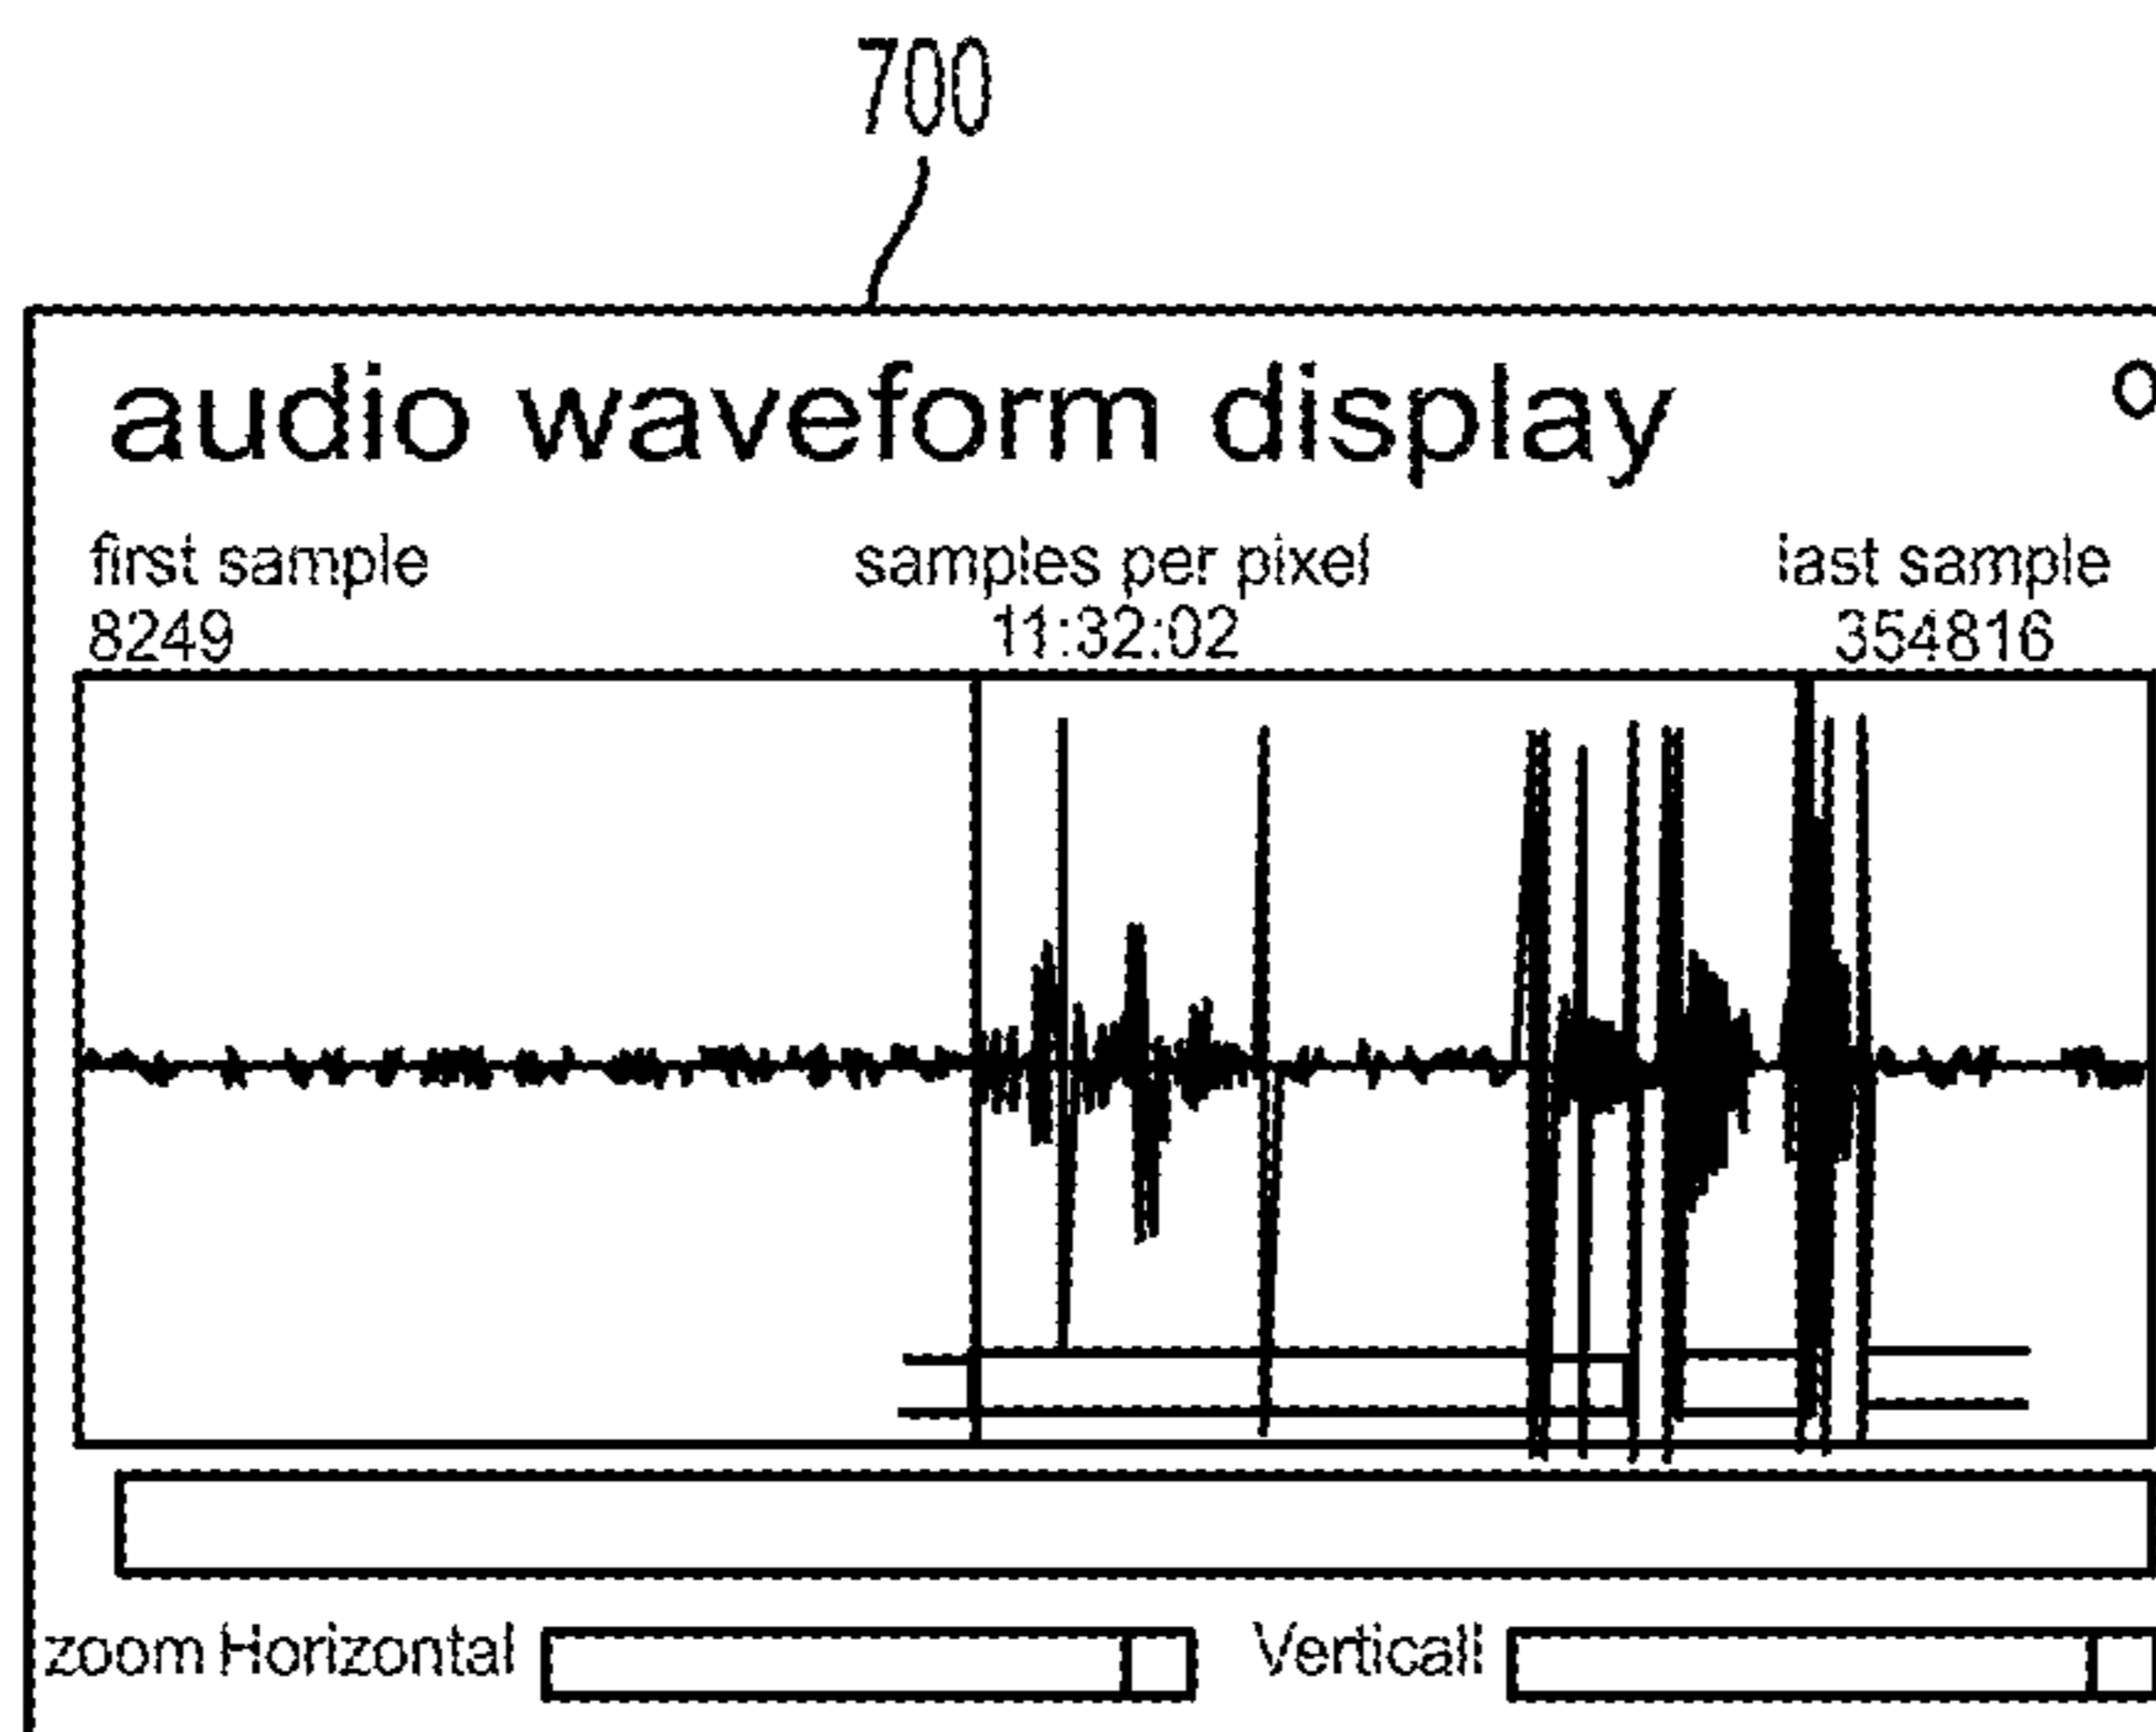 700
audio waveform display
first sample samples per pixel last sample
8249 11:32:02 354816
zoom Horizontal Verticall